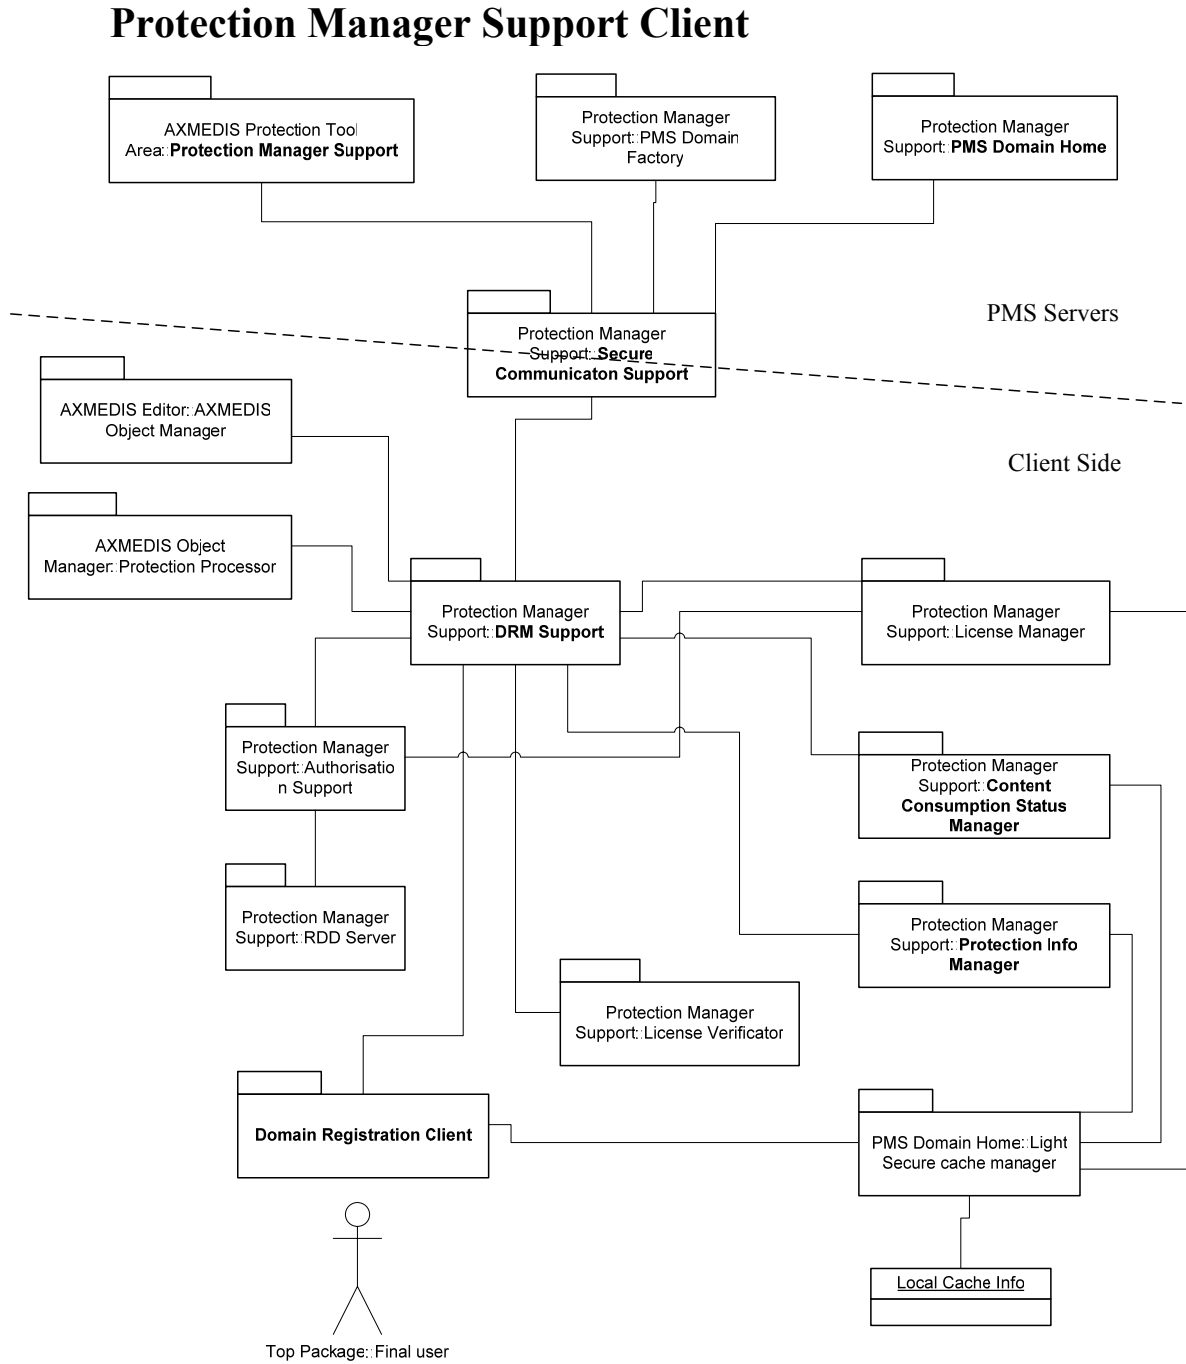 Protection Manager Support Client
AXMEDIS Protection Tool
Area::Protection Manager Support
Protection Manager
Support::PMS Domain
Factory
Protection Manager
Support::PMS Domain Home
PMS Servers
Protection Manager
Support::Secure
Communicaton Support
AXMEDIS Editor::AXMEDIS
Object Manager
Client Side
AXMEDIS Object
Manager::Protection Processor
Protection Manager
Support::DRM Support
Protection Manager
Support::License Manager
Protection Manager
Support::Authorisatio
n Support
Protection Manager
Support::Content
Consumption Status
Manager
Protection Manager
Support::RDD Server
Protection Manager
Support::Protection Info
Manager
Protection Manager
Support::License Verificator
Domain Registration Client
PMS Domain Home::Light
Secure cache manager
Local Cache Info
Top Package::Final user